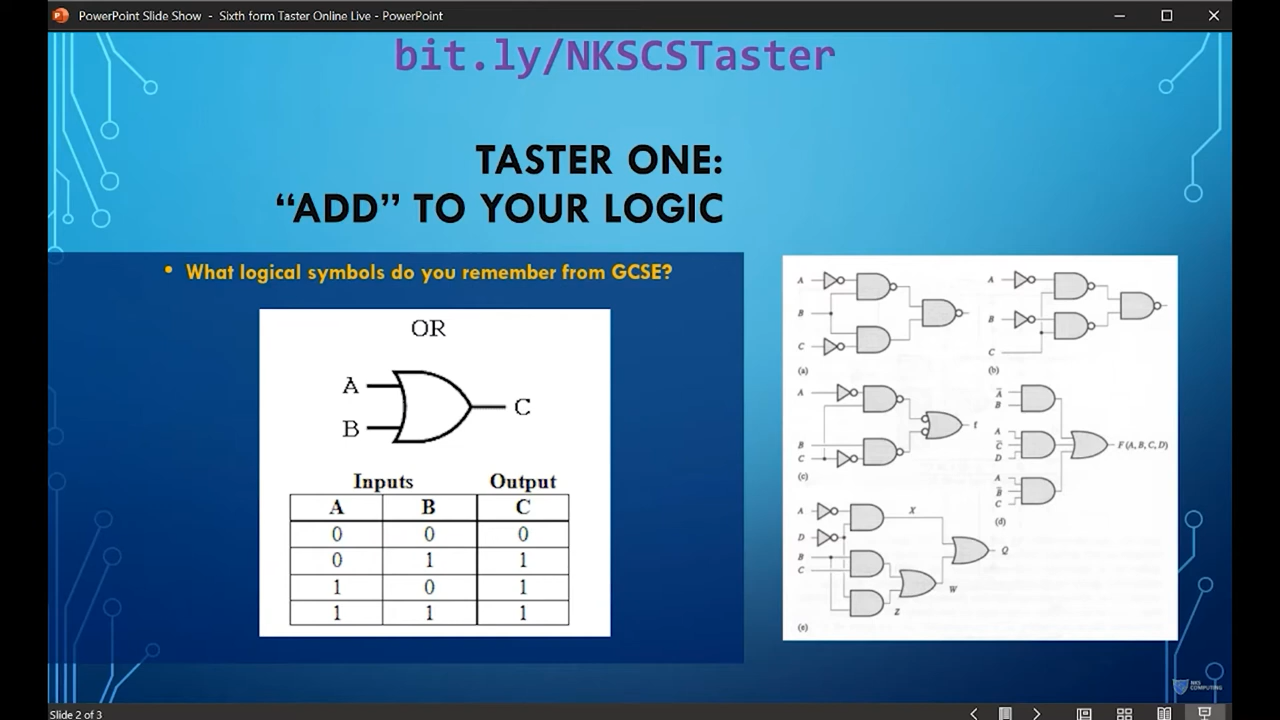 PowerPoint Slide Show - Sixth form Taster Online Live - PowerPoint
bit.ly/NKSCSTaster
TASTER ONE:
“ADD” TO YOUR LOGIC
• What logical symbols do you remember from GCSE?
OR
A
B
C
Inputs Output
A B C
0 0 0
0 1 1
1 0 1
1 1 1
A
B
C
(a)
A
B
C
(b)
A
B
C
f
(c)
A̅
B
A
C̅
D
A
B̅
C
F (A, B, C, D)
(d)
A
D
B
C
X
Q
W
Z
(e)
NKS
COMPUTING
Slide 2 of 3